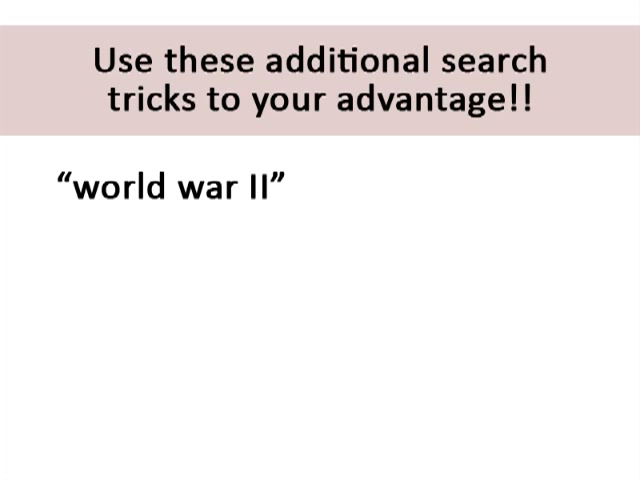 Use these additional search
tricks to your advantage!!
“world war II”